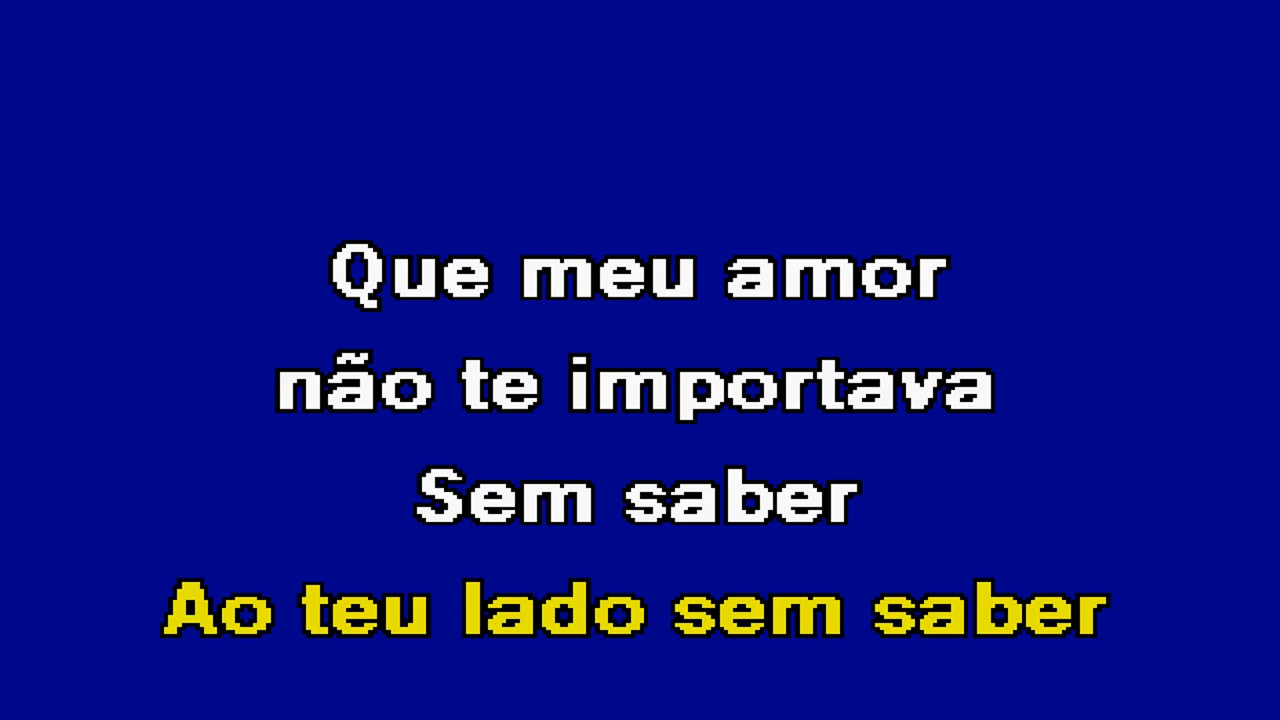 Que meu amor
não te importava
Sem saber
Ao teu lado sem saber